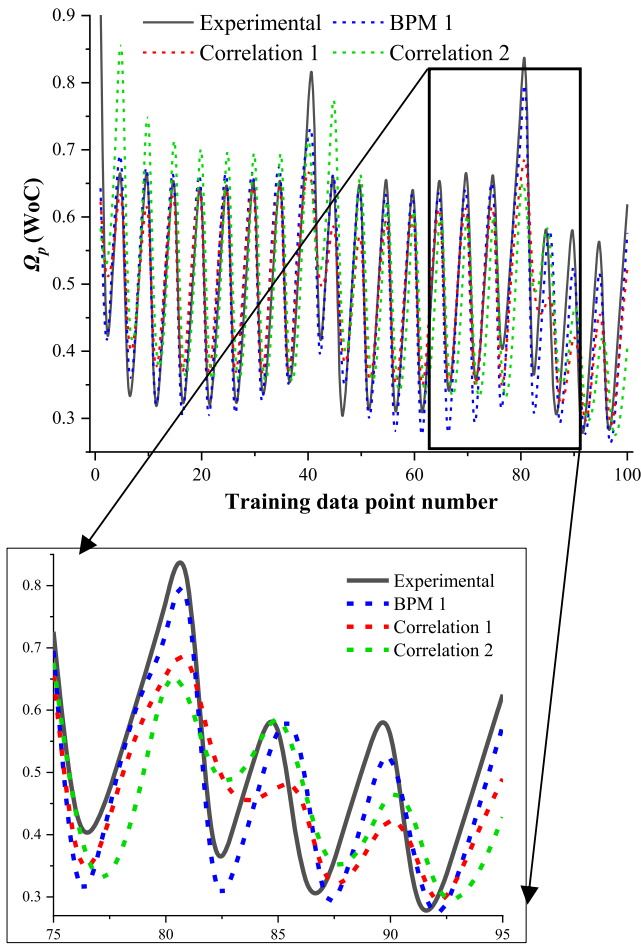 Experimental BPM 1
Correlation 1 Correlation 2
0.9
0.8
0.7
0.6
0.5
0.4
0.3
Ωp (WoC)
0 20 40 60 80 100
Training data point number
Experimental
BPM 1
Correlation 1
Correlation 2
0.8
0.7
0.6
0.5
0.4
0.3
75 80 85 90 95